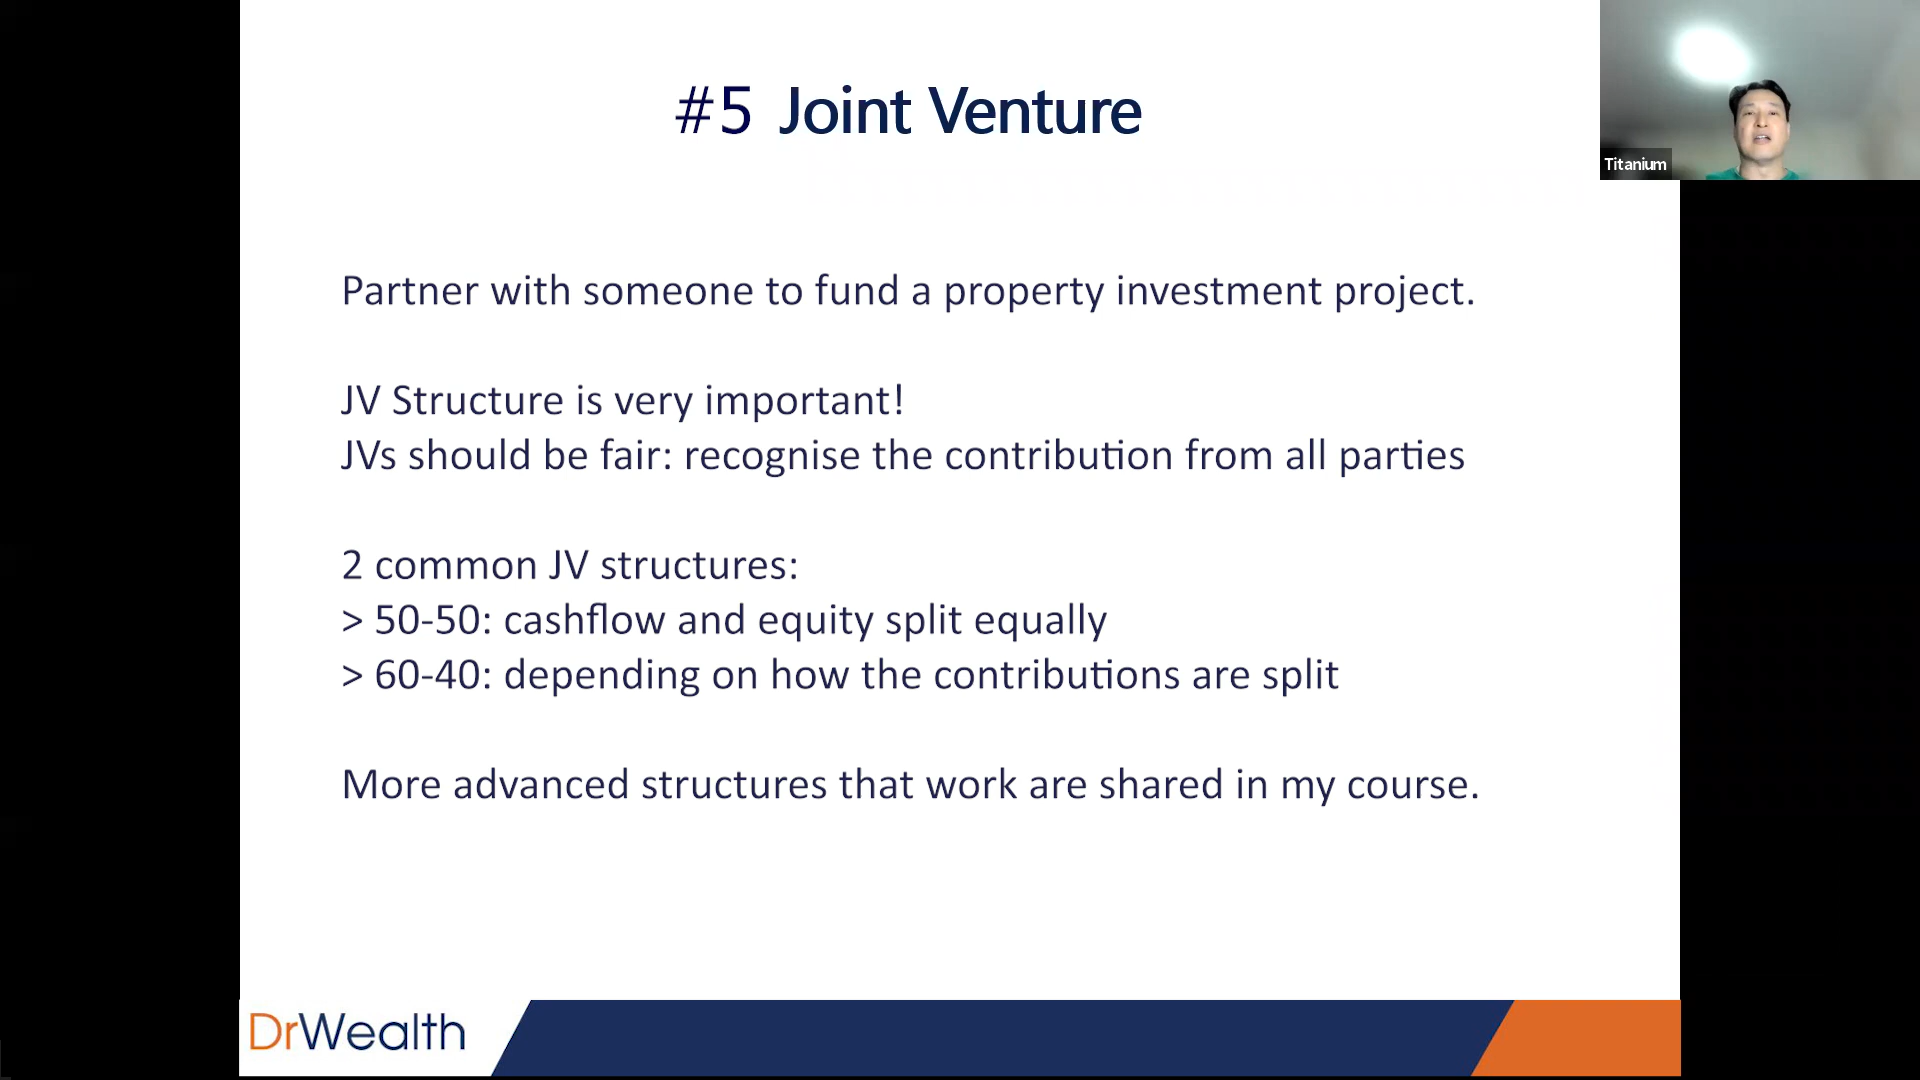 #5 Joint Venture
Titanium
Partner with someone to fund a property investment project.
JV Structure is very important!
JVs should be fair: recognise the contribution from all parties
2 common JV structures:
> 50-50: cashflow and equity split equally
> 60-40: depending on how the contributions are split
More advanced structures that work are shared in my course.
DrWealth